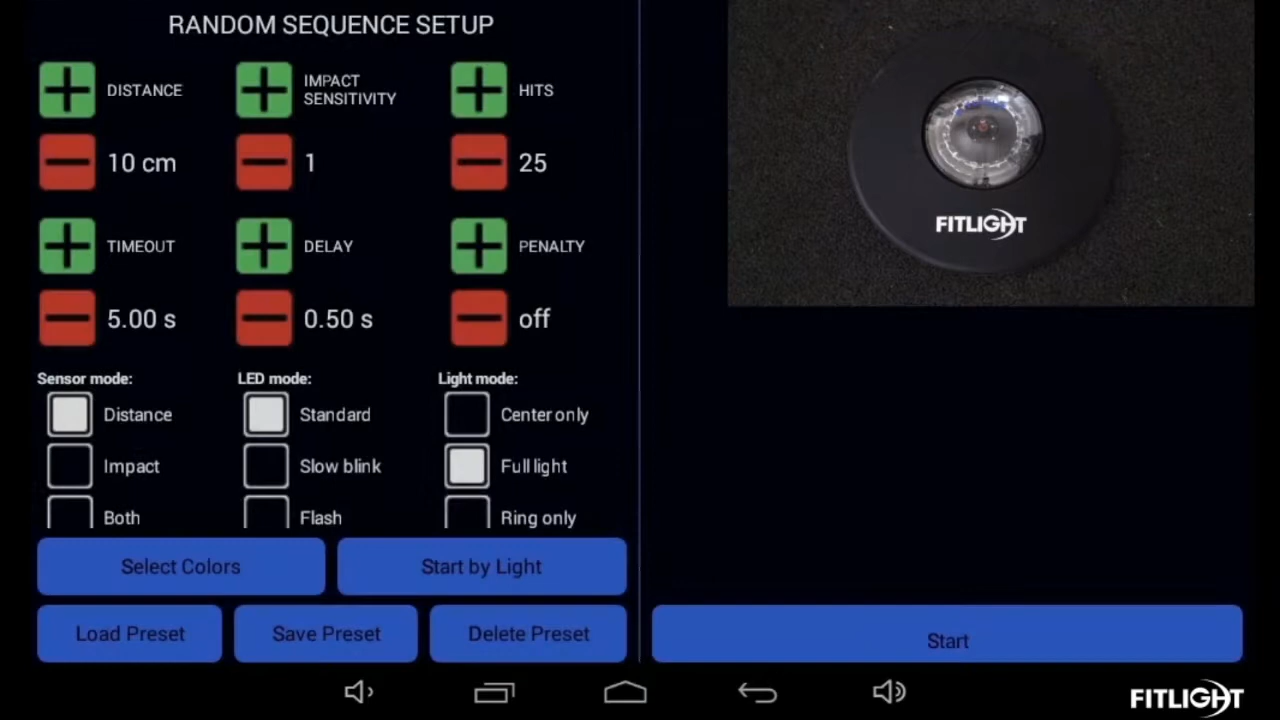 RANDOM SEQUENCE SETUP
DISTANCE
IMPACT
SENSITIVITY
HITS
10 cm
1
25
TIMEOUT
DELAY
PENALTY
5.00 s
0.50 s
off
Sensor mode:
LED mode:
Light mode:
Distance
Standard
Center only
Impact
Slow blink
Full light
Both
Flash
Ring only
Select Colors
Start by Light
Load Preset
Save Preset
Delete Preset
FITLIGHT
Start
FITLIGHT